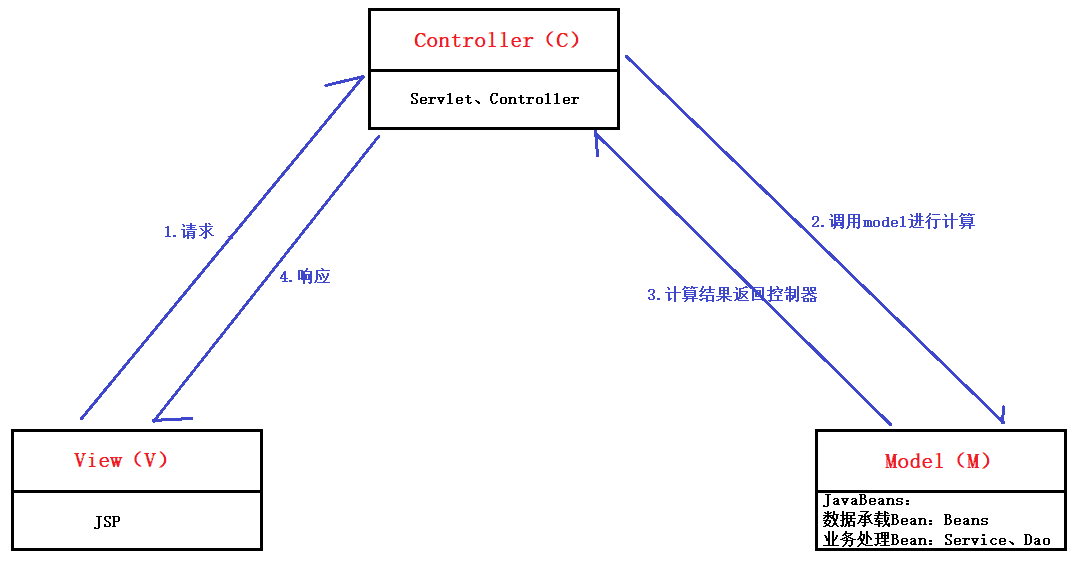 Controller（C）
Servlet、Controller
1.请求
2.调用model进行计算
4.响应
3.计算结果返回控制器
View（V）
JSP
Model（M）
JavaBeans：
数据承载Bean：Beans
业务处理Bean：Service、Dao